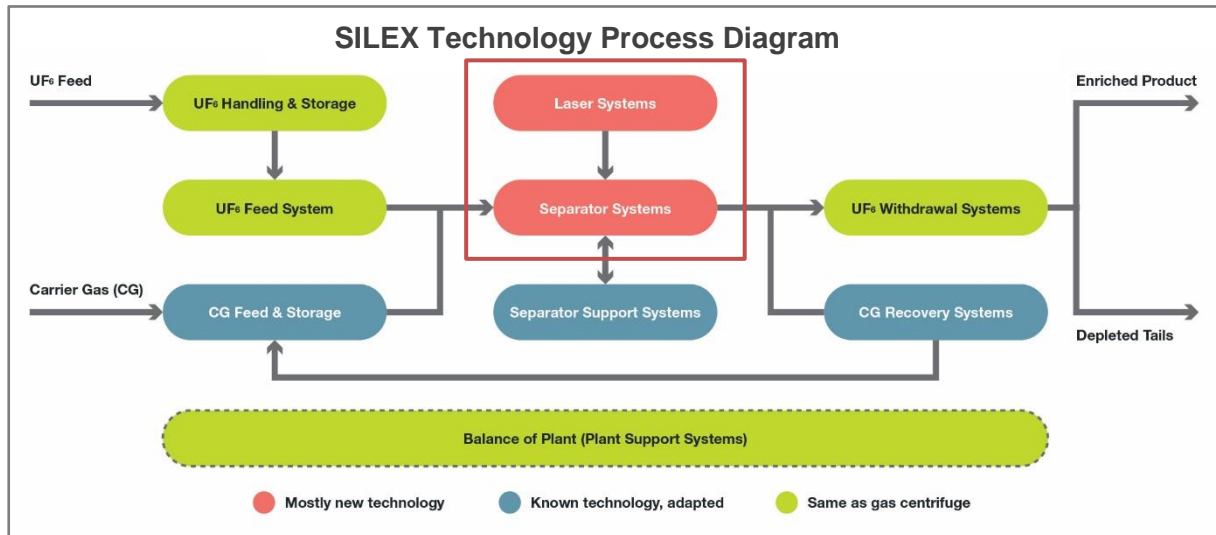 SILEX Technology Process Diagram
UF₆ Feed
UF₆ Handling & Storage
Laser Systems
Enriched Product
UF₆ Feed System
Separator Systems
UF₆ Withdrawal Systems
Carrier Gas (CG)
CG Feed & Storage
Separator Support Systems
CG Recovery Systems
Depleted Tails
Balance of Plant (Plant Support Systems)
Mostly new technology
Known technology, adapted
Same as gas centrifuge